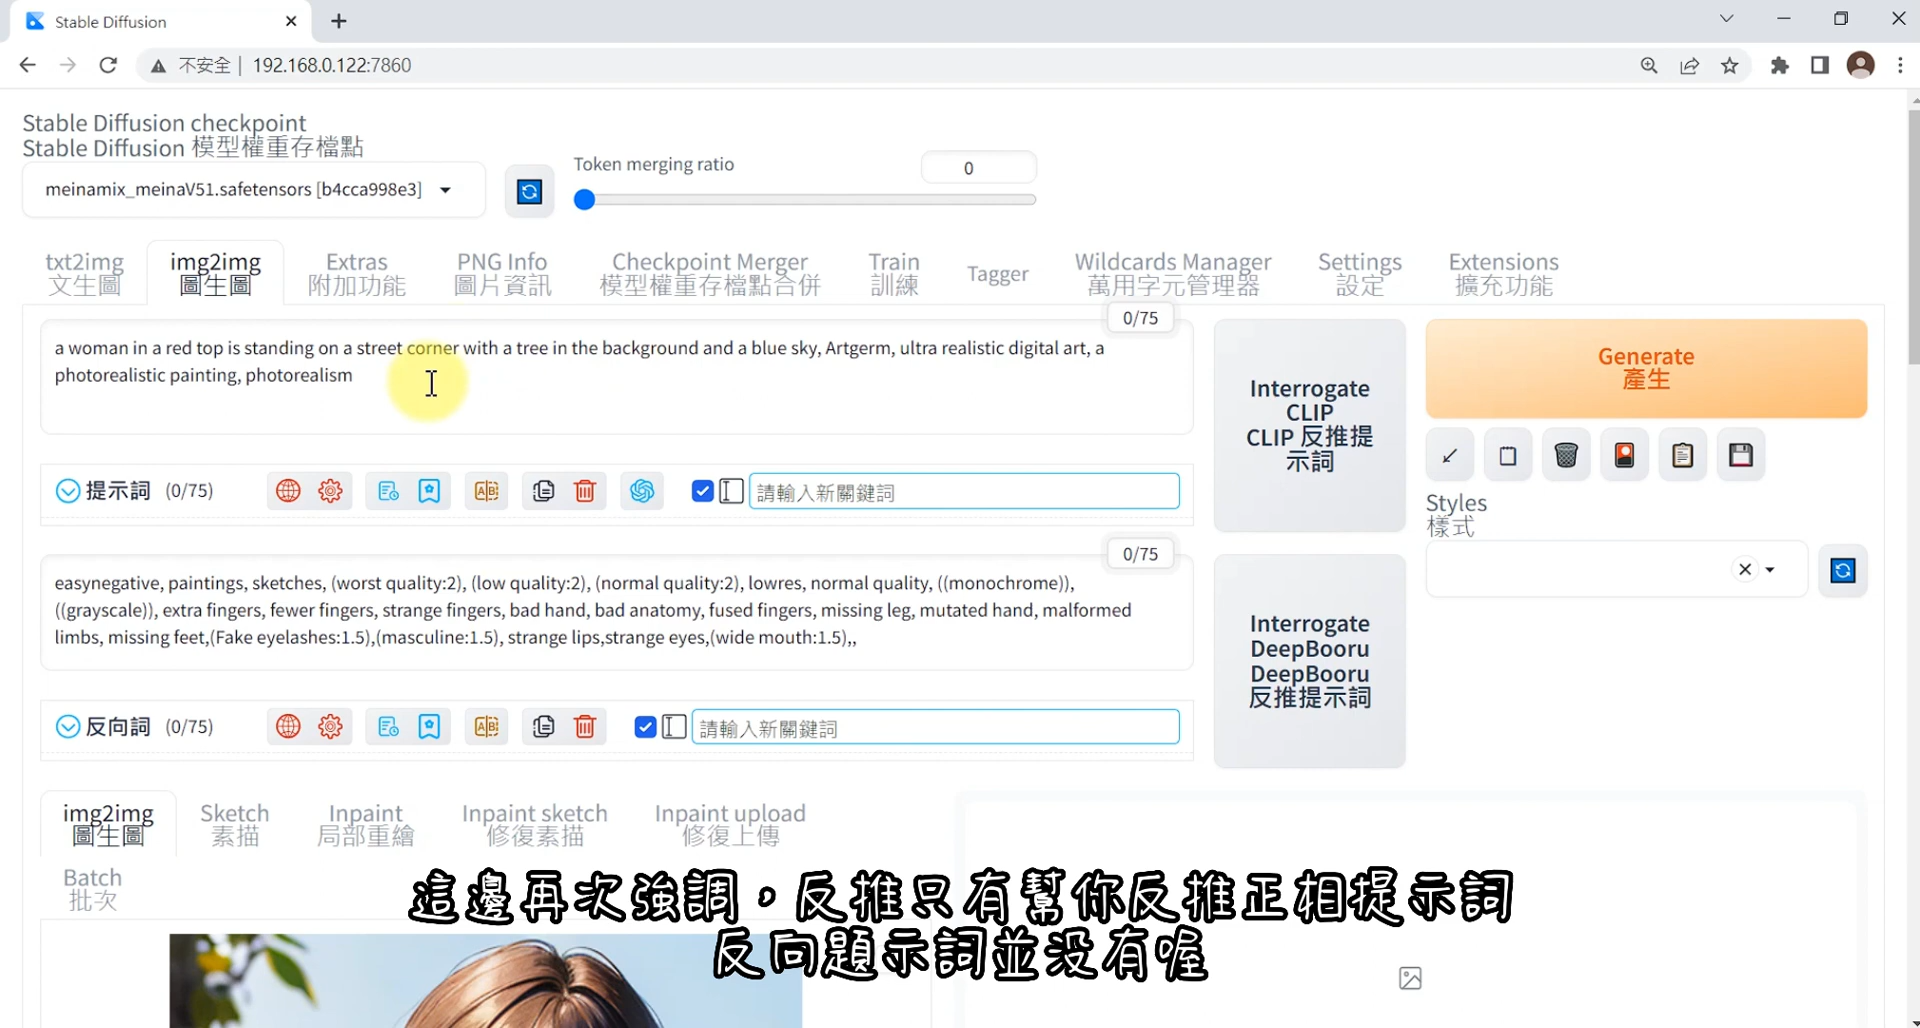 Stable Diffusion
不安全 | 192.168.0.122:7860
Stable Diffusion checkpoint
Stable Diffusion 模型權重存檔點
meinamix_meinaV51.safetensors [b4cca998e3]
Token merging ratio
0
txt2img
文生圖
img2img
圖生圖
Extras
附加功能
PNG Info
圖片資訊
Checkpoint Merger
模型權重存檔點合併
Train
訓練
Tagger
Wildcards Manager
萬用字元管理器
Settings
設定
Extensions
擴充功能
0/75
a woman in a red top is standing on a street corner with a tree in the background and a blue sky, Artgerm, ultra realistic digital art, a
photorealistic painting, photorealism
Interrogate
CLIP
CLIP 反推提
示詞
Generate
產生
提示詞 (0/75)
請輸入新關鍵詞
Styles
樣式
0/75
easynegative, paintings, sketches, (worst quality:2), (low quality:2), (normal quality:2), lowres, normal quality, ((monochrome)),
((grayscale)), extra fingers, fewer fingers, strange fingers, bad hand, bad anatomy, fused fingers, missing leg, mutated hand, malformed
limbs, missing feet,(Fake eyelashes:1.5),(masculine:1.5), strange lips,strange eyes,(wide mouth:1.5),,
Interrogate
DeepBooru
DeepBooru
反推提示詞
反向詞 (0/75)
請輸入新關鍵詞
img2img
圖生圖
Sketch
素描
Inpaint
局部重繪
Inpaint sketch
修復素描
Inpaint upload
修復上傳
Batch
批次
這邊再次強調，反推只有幫你反推正相提示詞
反向題示詞並没有喔